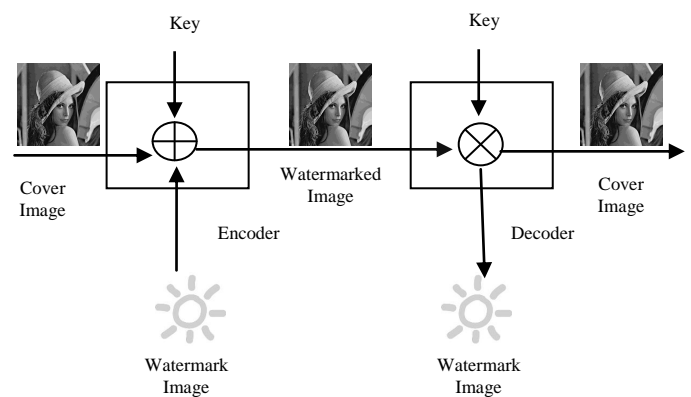 Key
Key
Cover
Image
Watermarked
Image
Cover
Image
Encoder
Decoder
Watermark
Image
Watermark
Image